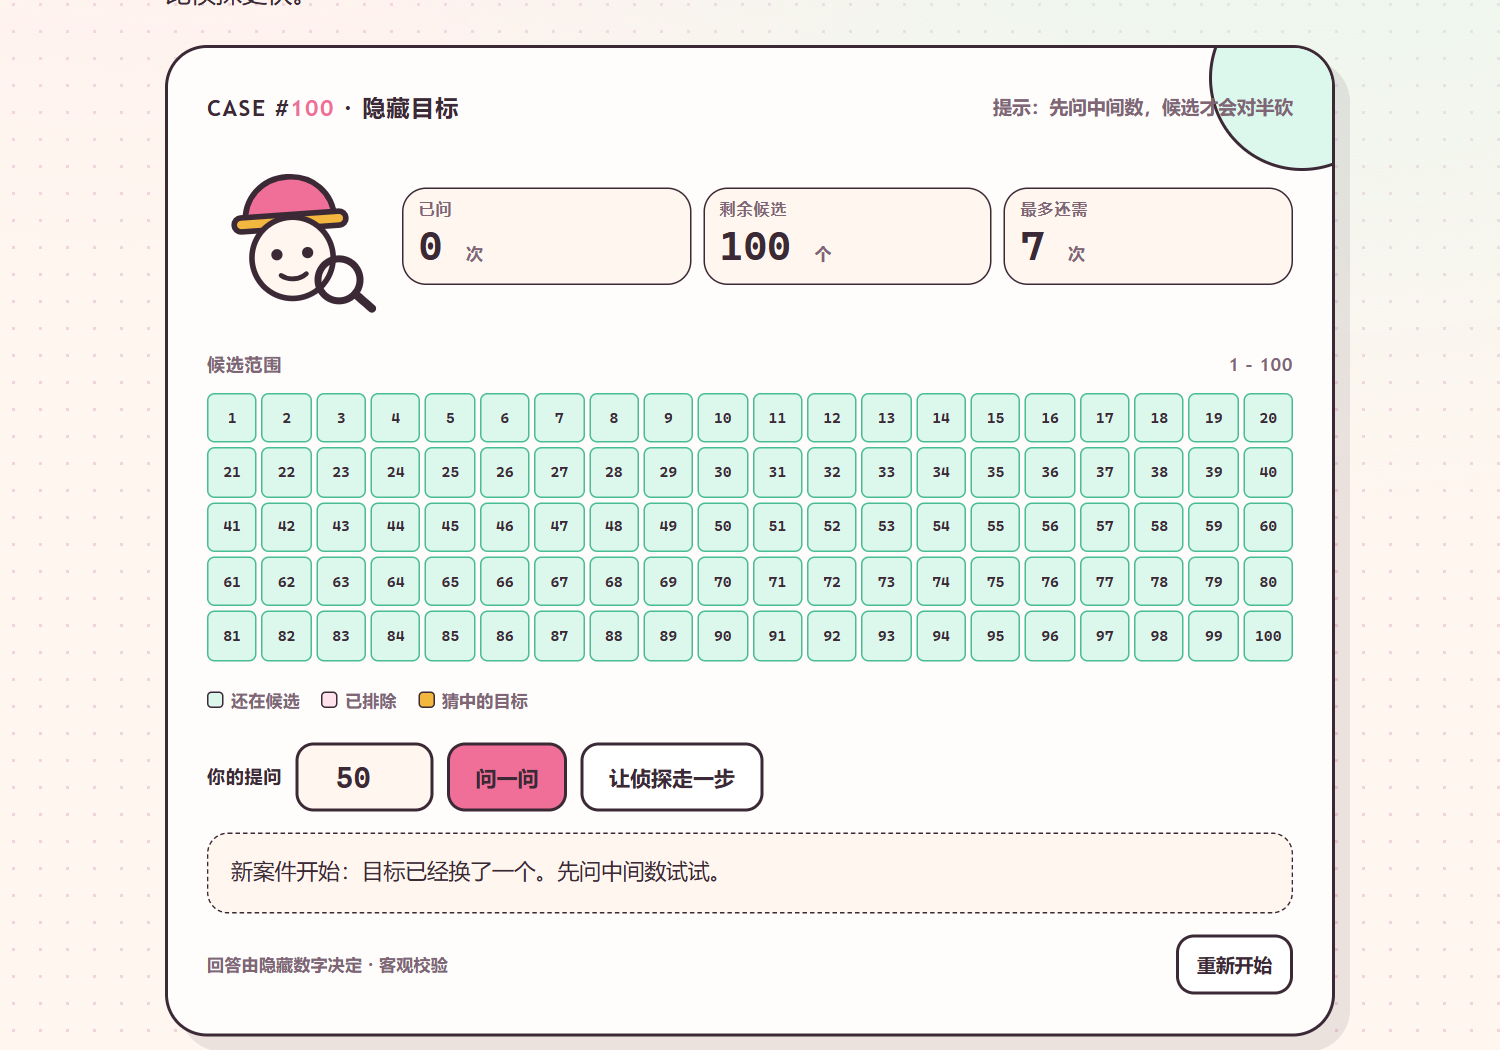 比侦探更快。
CASE #100 · 隐藏目标
提示：先问中间数，候选才会对半砍
已问
0 次
剩余候选
100 个
最多还需
7 次
候选范围
1 - 100
1 2 3 4 5 6 7 8 9 10 11 12 13 14 15 16 17 18 19 20
21 22 23 24 25 26 27 28 29 30 31 32 33 34 35 36 37 38 39 40
41 42 43 44 45 46 47 48 49 50 51 52 53 54 55 56 57 58 59 60
61 62 63 64 65 66 67 68 69 70 71 72 73 74 75 76 77 78 79 80
81 82 83 84 85 86 87 88 89 90 91 92 93 94 95 96 97 98 99 100
还在候选 已排除 猜中的目标
你的提问 50 问一问 让侦探走一步
新案件开始：目标已经换了一个。先问中间数试试。
回答由隐藏数字决定 · 客观校验
重新开始